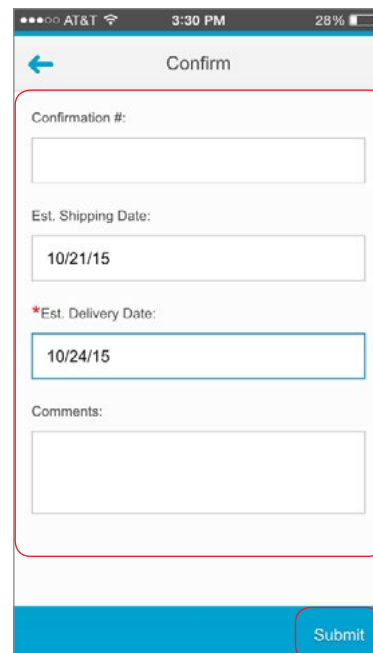 AT&T 3:30 PM 28%
Confirm
Confirmation #:
Est. Shipping Date:
10/21/15
*Est. Delivery Date:
10/24/15
Comments:
Submit